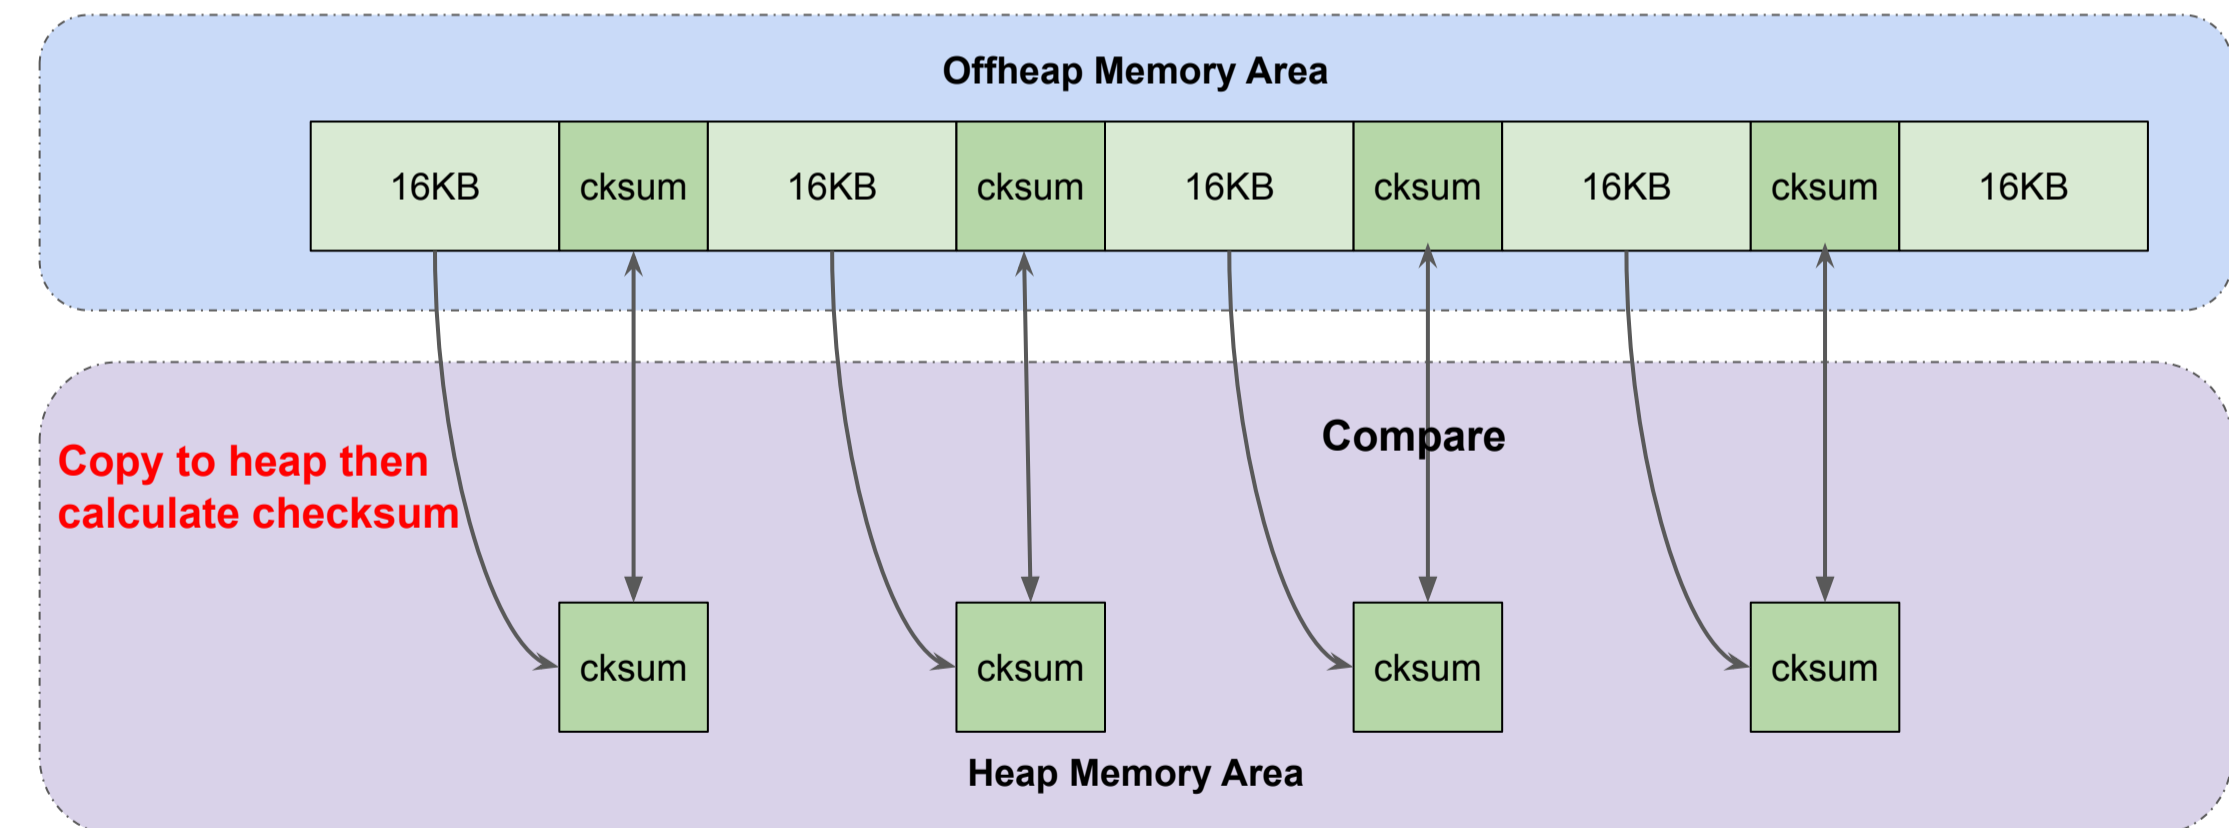 Offheap Memory Area
16KB cksum 16KB cksum 16KB cksum 16KB cksum 16KB
Compare
Copy to heap then
calculate checksum
cksum cksum cksum cksum
Heap Memory Area